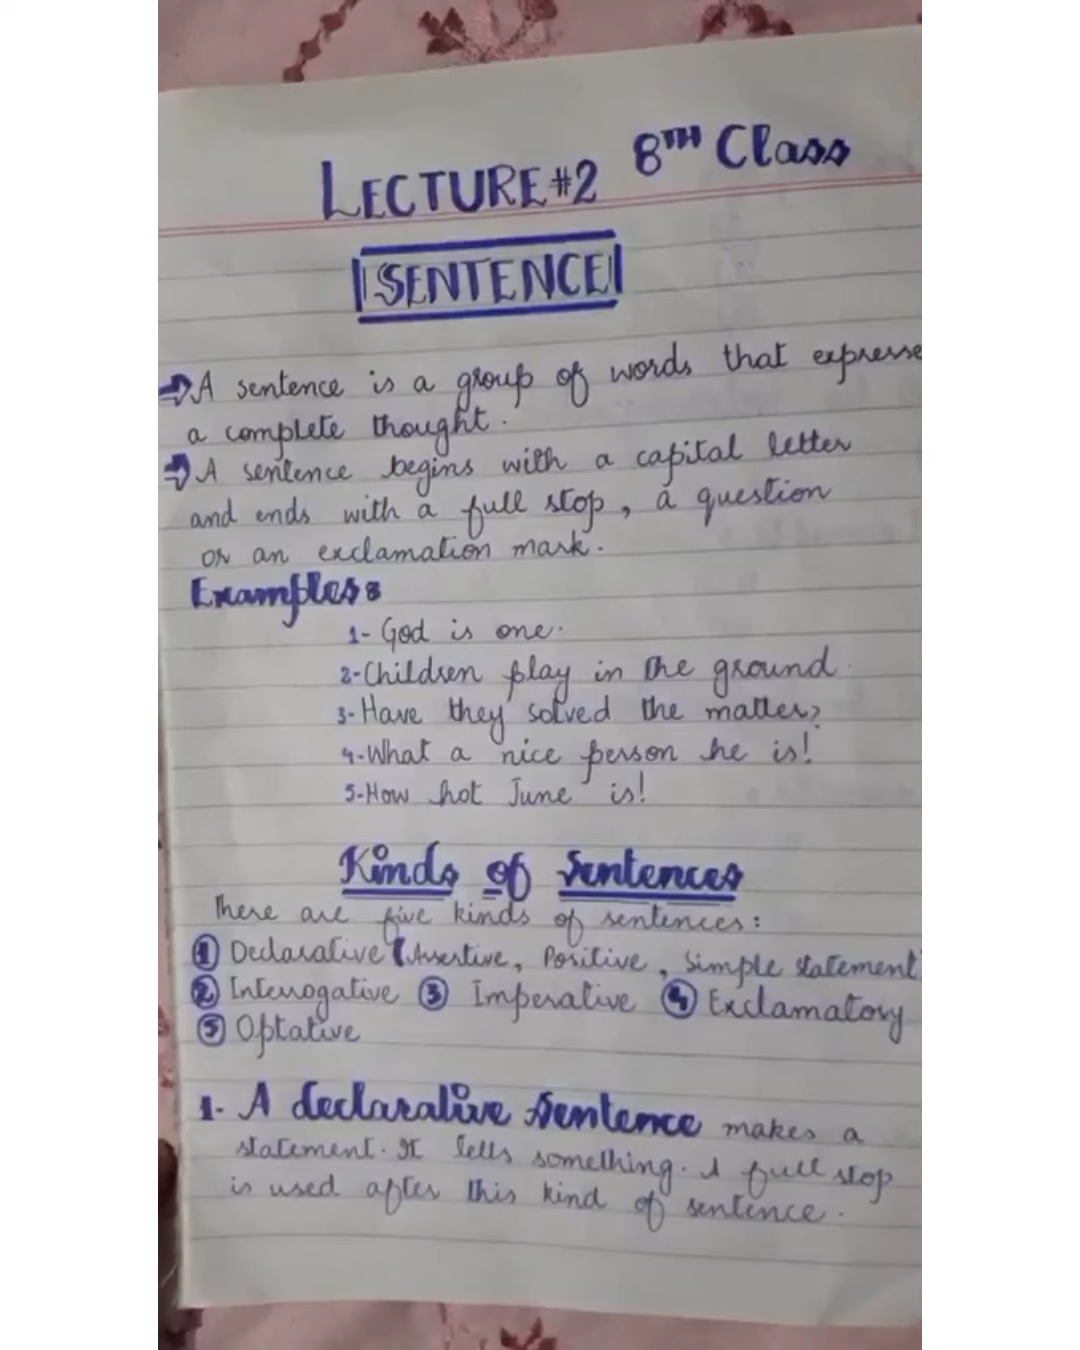 LECTURE#2 8TH Class
SENTENCE
⇒ A sentence is a group of words that expresse
a complete thought.
⇒ A sentence begins with a capital letter
and ends with a full stop, a question
or an exclamation mark.
Examples:
1- God is one.
2- Children play in the ground.
3- Have they solved the matter?
4- What a nice person he is!
5- How hot June is!
Kinds of Sentences
There are five kinds of sentences:
① Declarative (Assertive, Positive, Simple statement
② Interrogative ③ Imperative ④ Exclamatory
⑤ Optative
1- A declarative Sentence makes a
statement. It tells something. A full stop
is used after this kind of sentence.